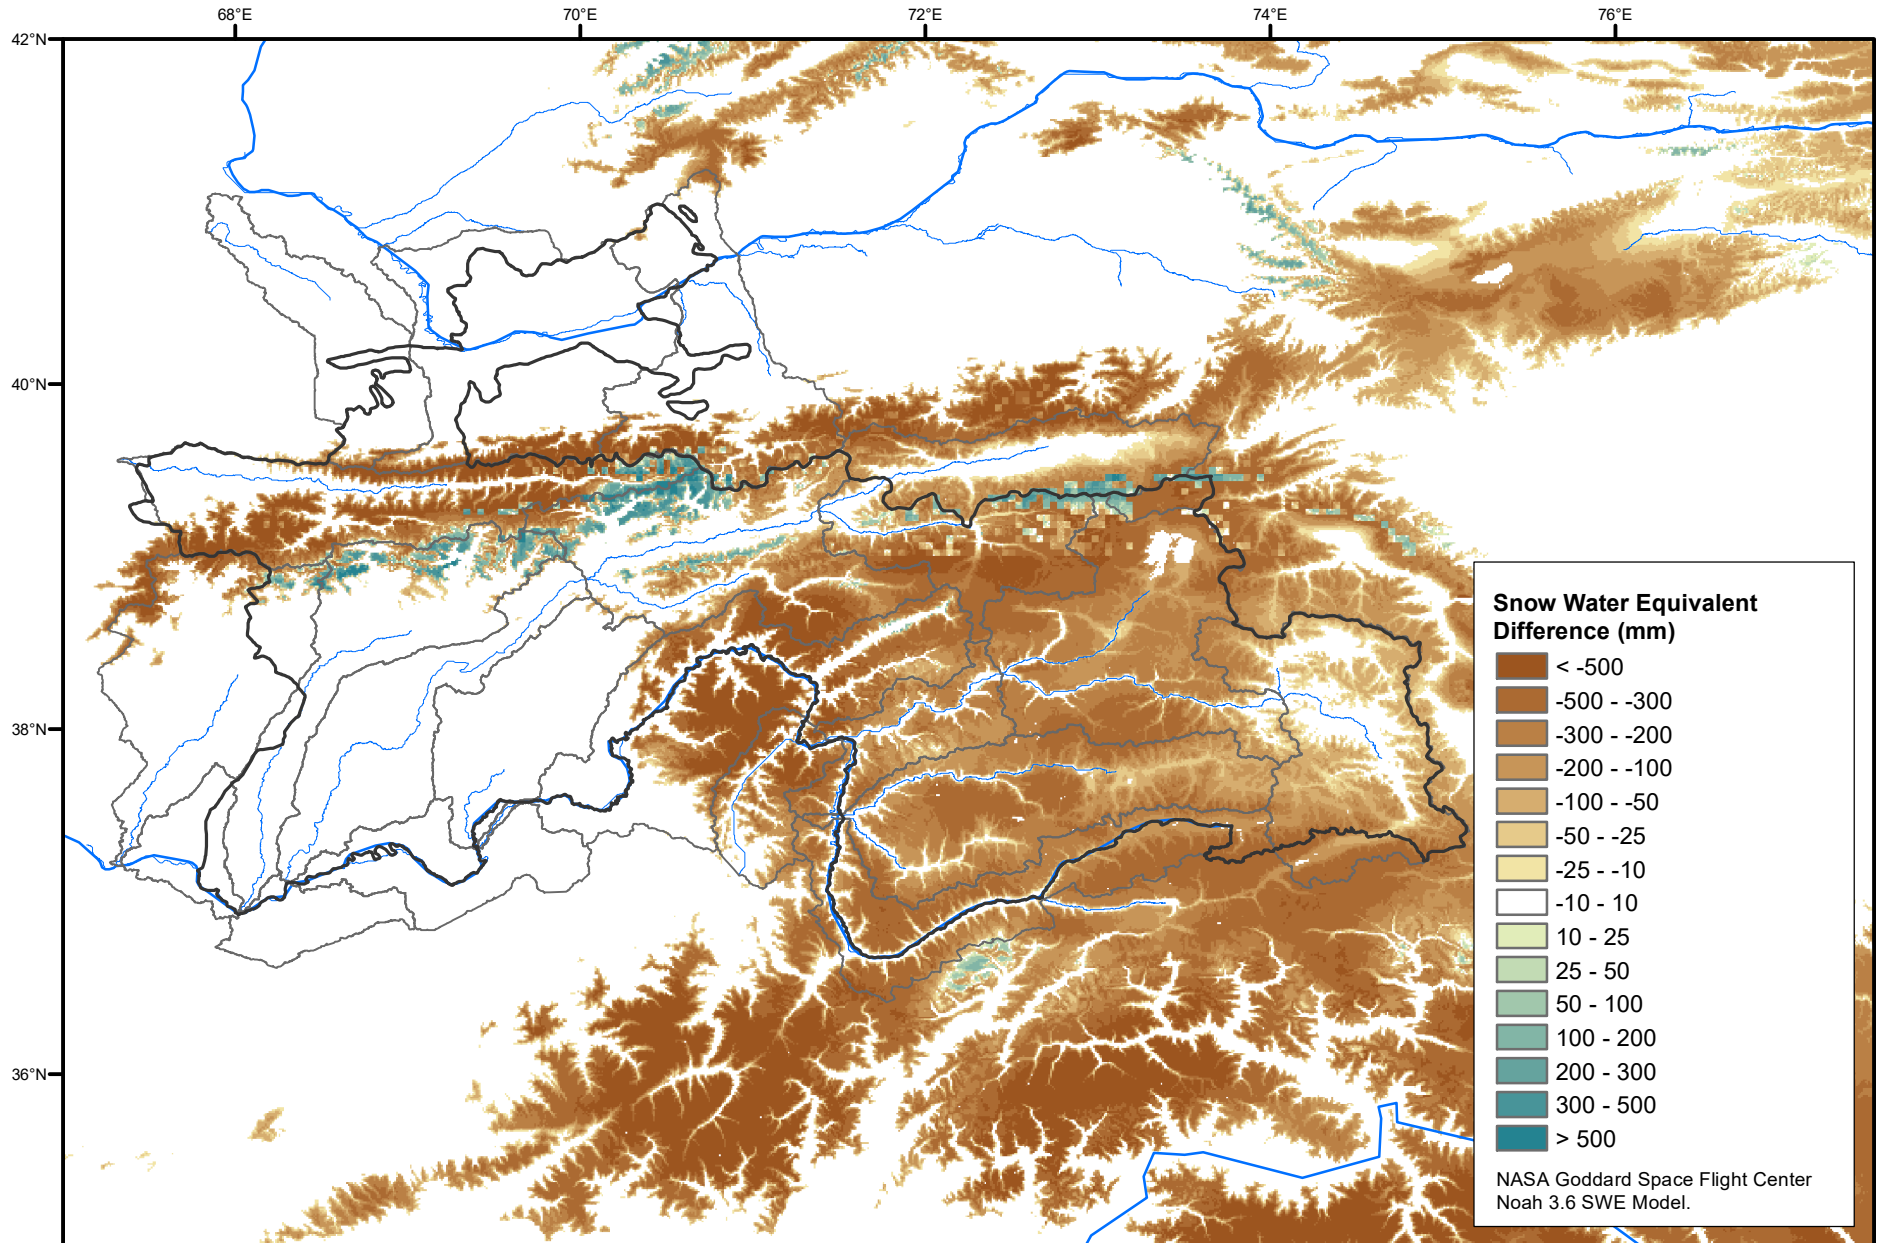 68°E 70°E 72°E 74°E 76°E
42°N
40°N
38°N
36°N
Snow Water Equivalent
Difference (mm)
< -500
-500 - -300
-300 - -200
-200 - -100
-100 - -50
-50 - -25
-25 - -10
-10 - 10
10 - 25
25 - 50
50 - 100
100 - 200
200 - 300
300 - 500
> 500
NASA Goddard Space Flight Center
Noah 3.6 SWE Model.